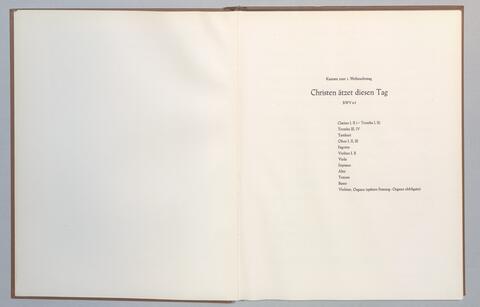 Kantate zum 1. Weihnachtstag
Christen ätzet diesen Tag
BWV 63
Clarino I, II (= Tromba I, II)
Tromba III, IV
Tamburi
Oboe I, II, III
Fagotto
Violino I, II
Viola
Soprano
Alto
Tenore
Basso
Violone, Organo (spätere Fassung: Organo obbligato)